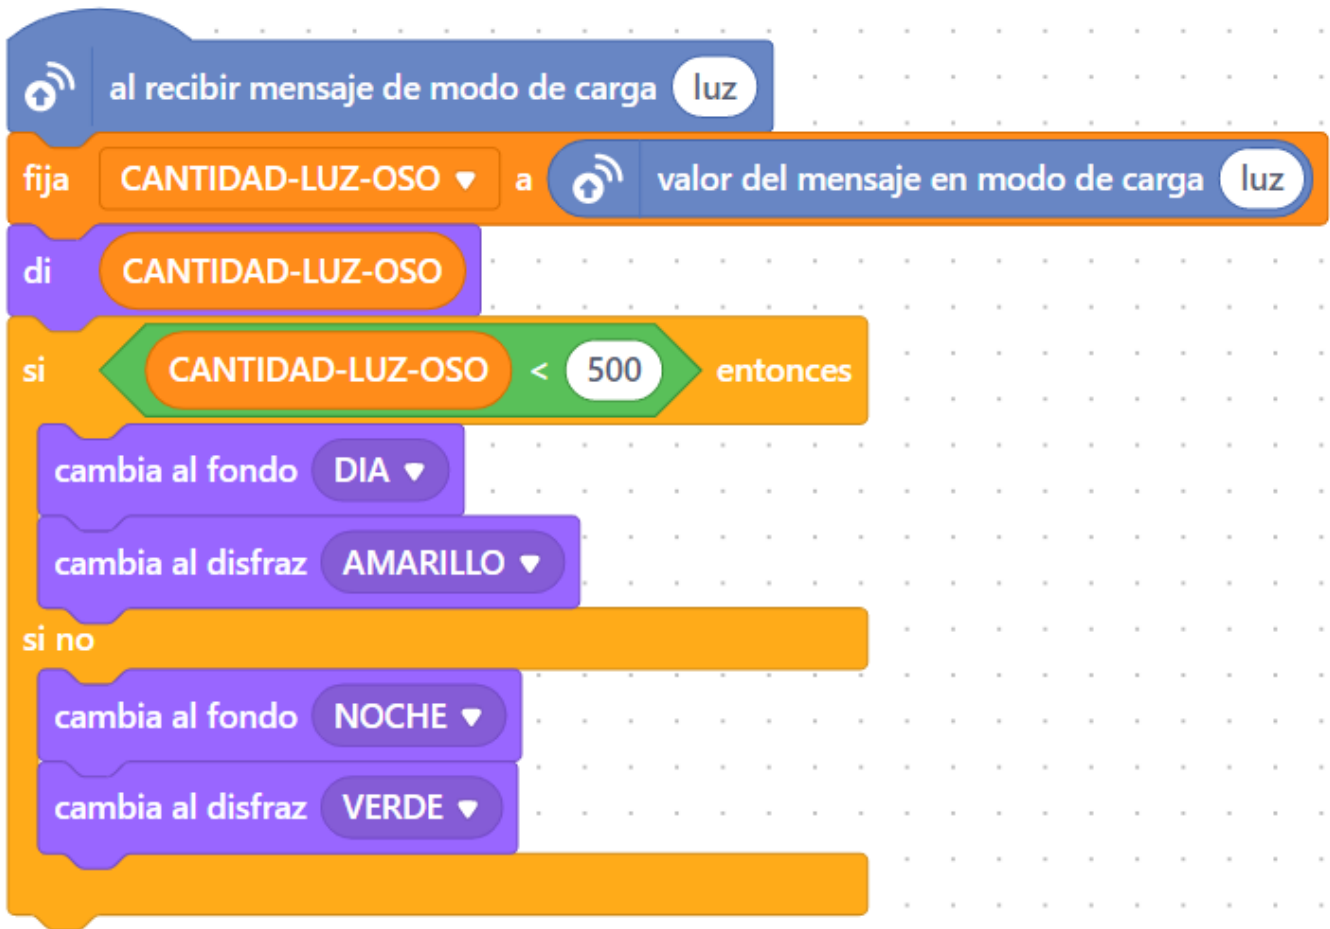 al recibir mensaje de modo de carga luz
fija CANTIDAD-LUZ-OSO a valor del mensaje en modo de carga luz
di CANTIDAD-LUZ-OSO
si CANTIDAD-LUZ-OSO < 500 entonces
cambia al fondo DIA
cambia al disfraz AMARILLO
si no
cambia al fondo NOCHE
cambia al disfraz VERDE